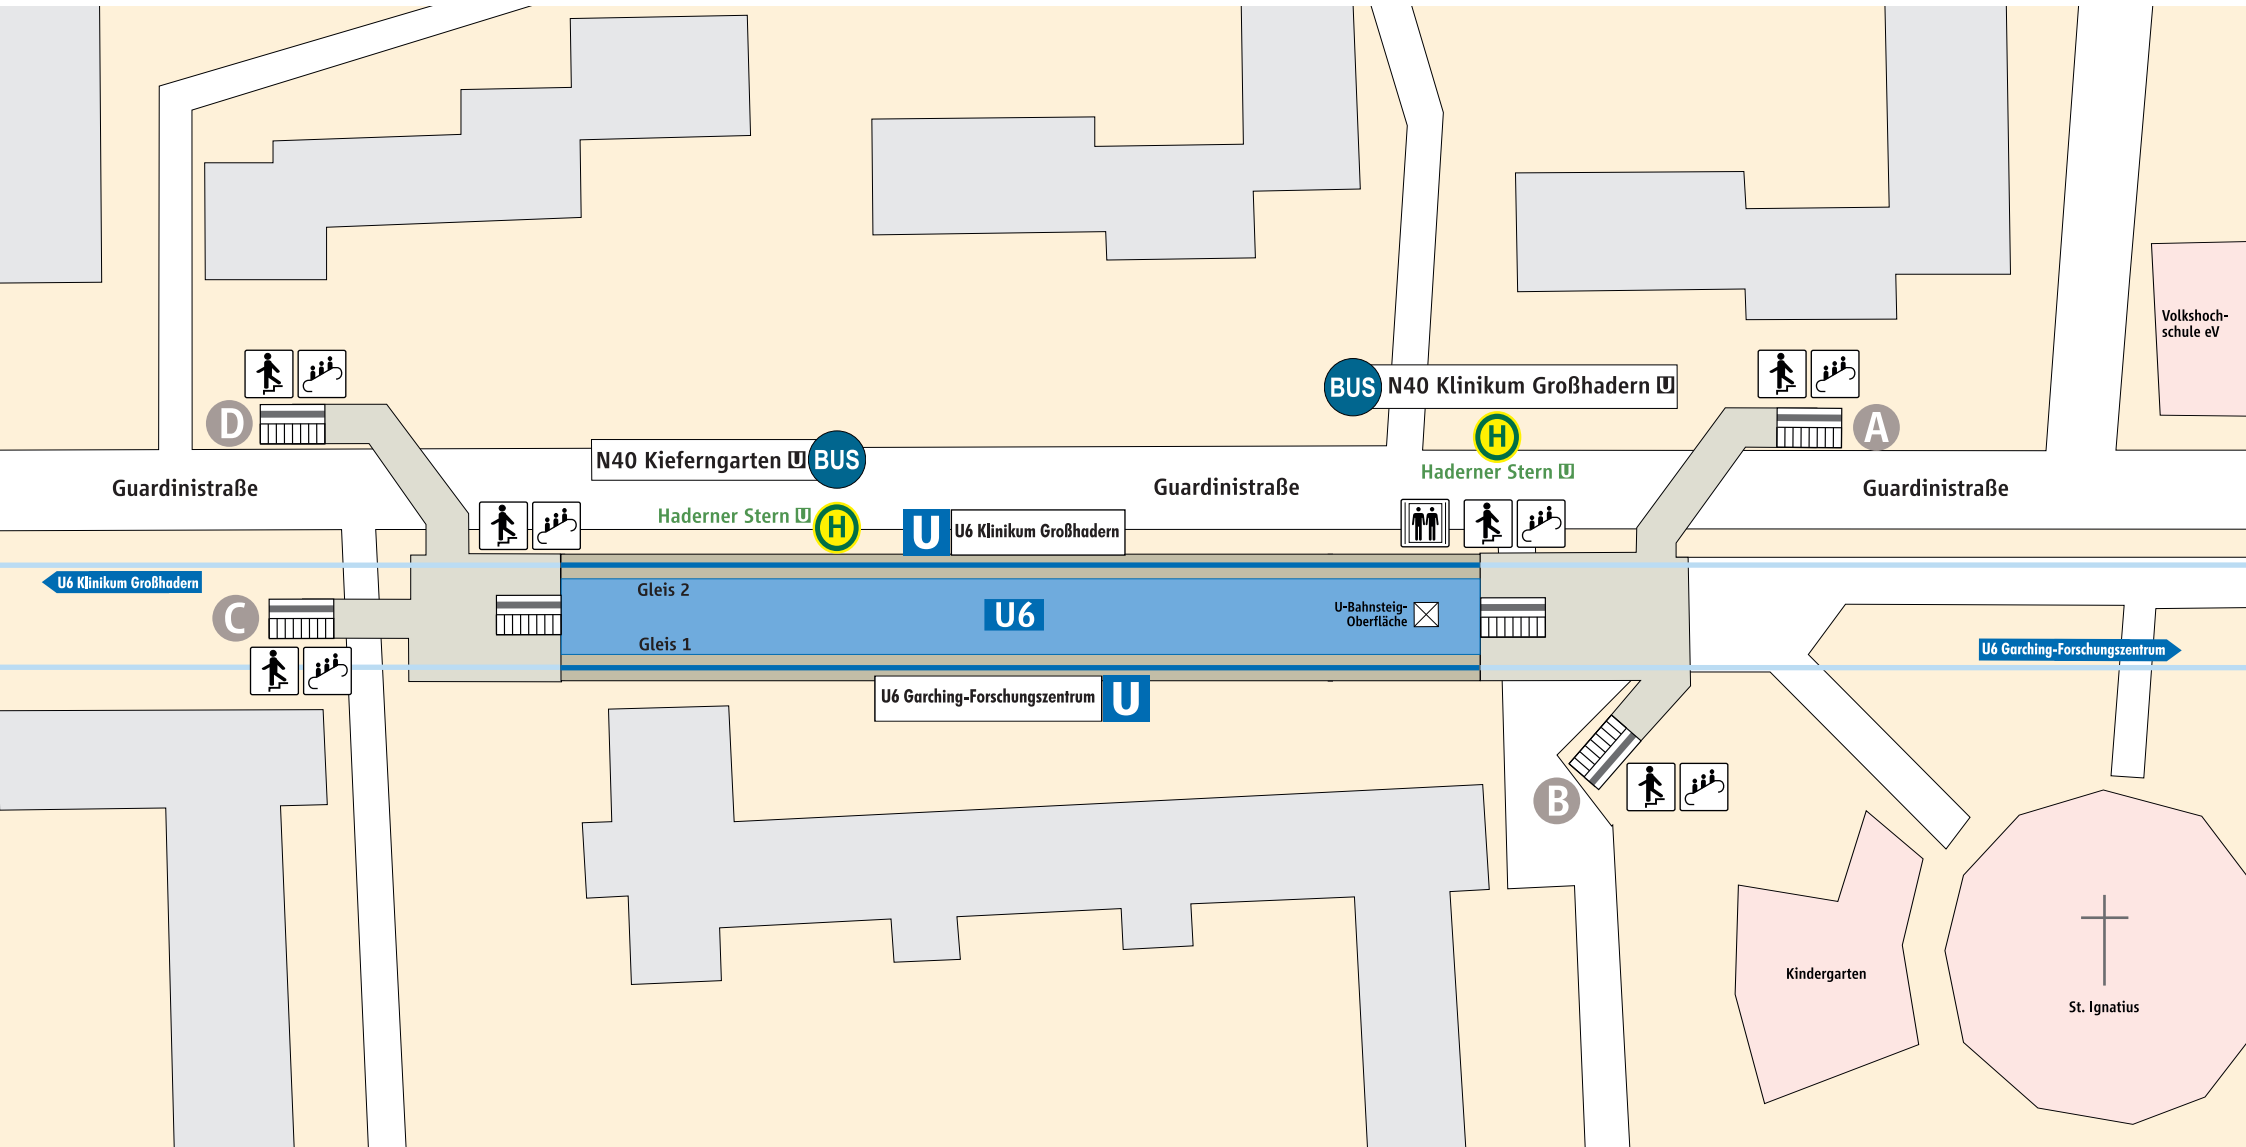 Volkshoch-
schule eV
BUS N40 Klinikum Großhadern U
D
A
H
Haderner Stern U
N40 Kieferngarten U BUS
Guardinistraße
Guardinistraße
Guardinistraße
Haderner Stern U
H
U U6 Klinikum Großhadern
U6 Klinikum Großhadern
Gleis 2
U6
U-Bahnsteig-
Oberfläche
C
Gleis 1
U6 Garching-Forschungszentrum
U6 Garching-Forschungszentrum U
B
Kindergarten
St. Ignatius